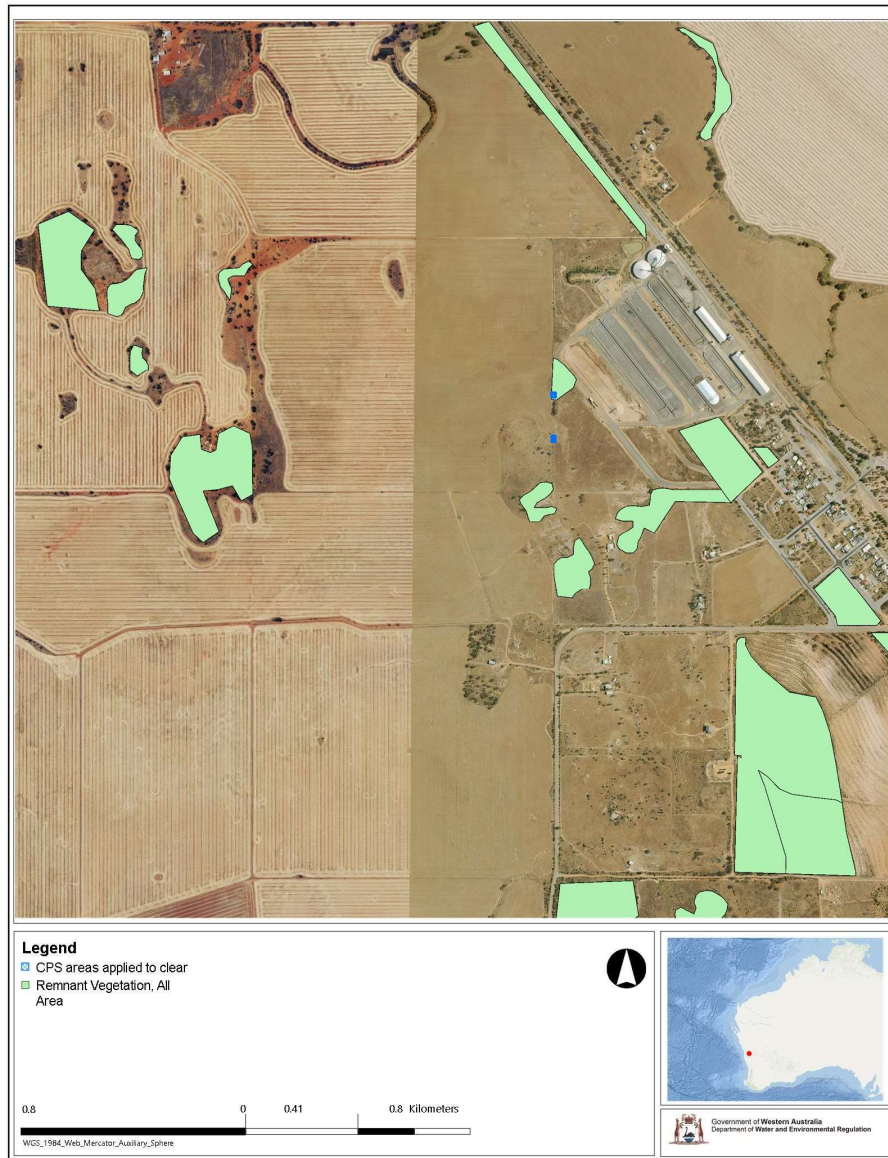 Legend
CPS areas applied to clear
Remnant Vegetation, All
Area
0.8 0 0.41 0.8 Kilometers
WGS_1984_Web_Mercator_Auxiliary_Sphere
Government of Western Australia
Department of Water and Environmental Regulation